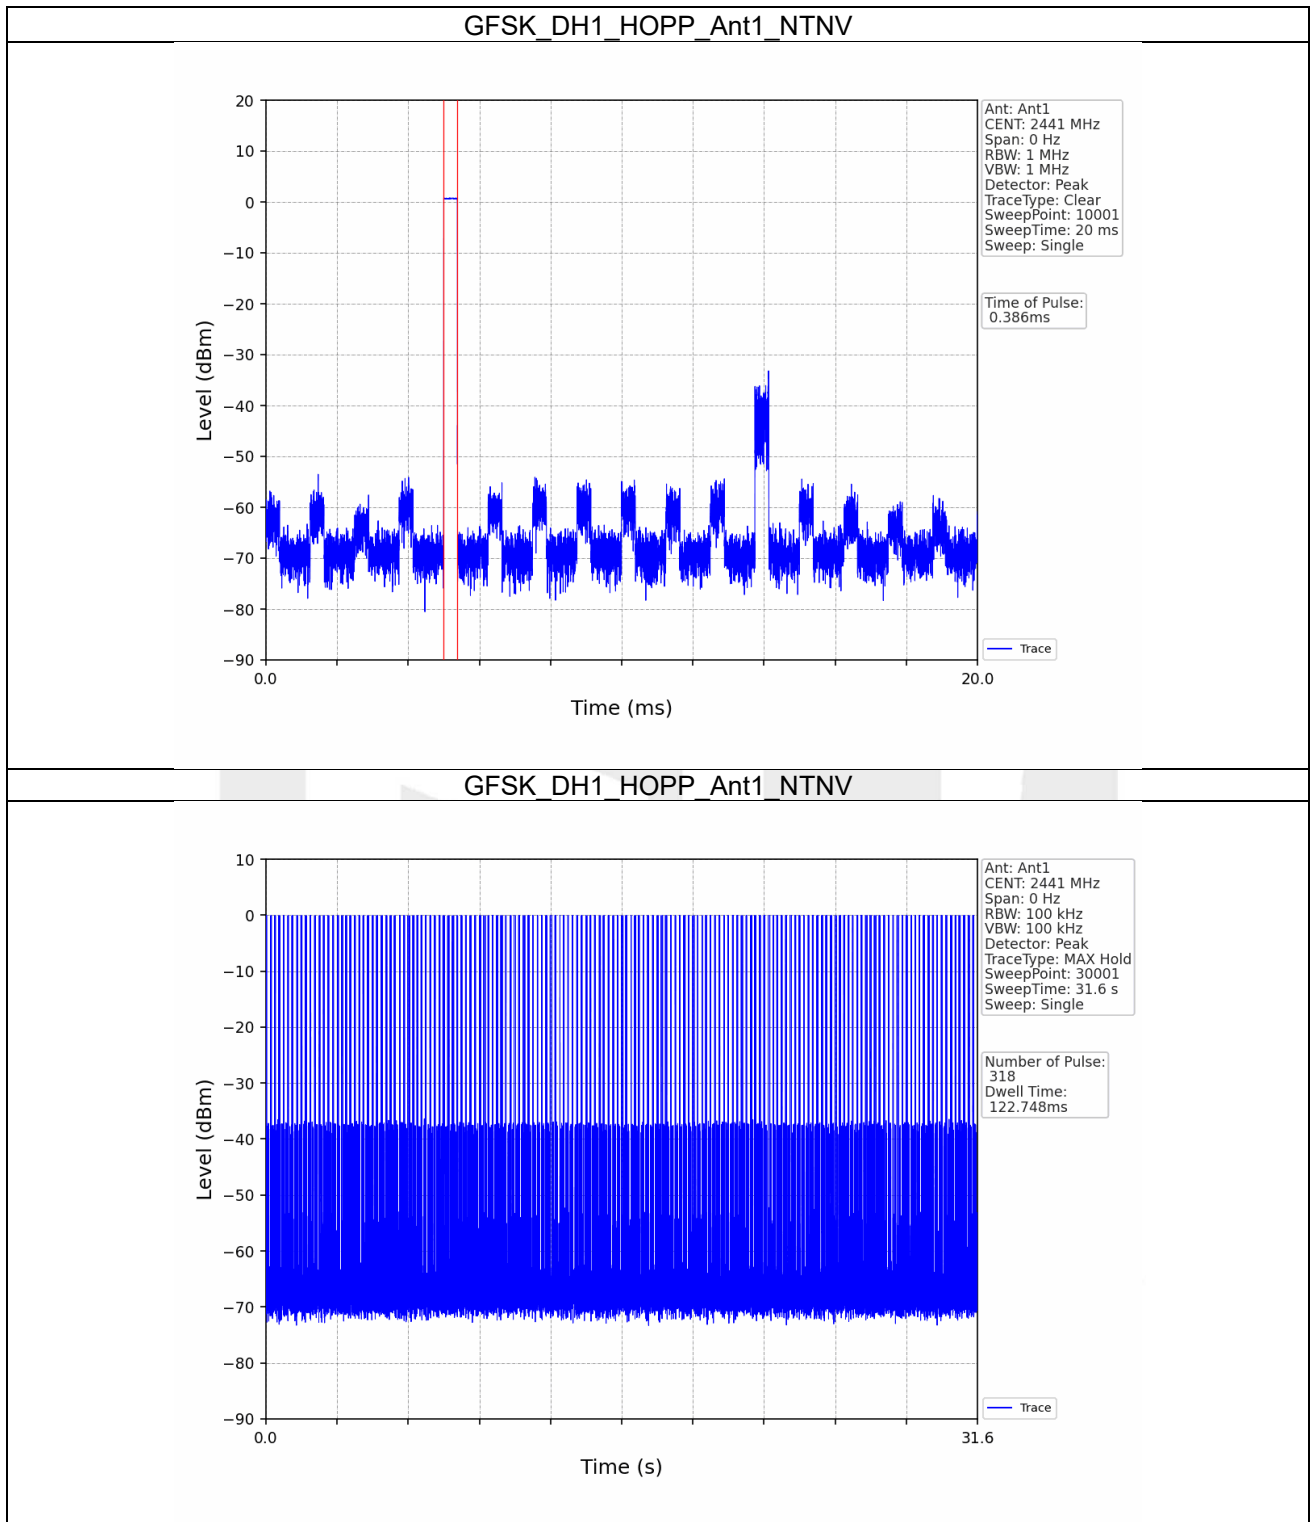 GFSK_DH1_HOPP_Ant1_NTNV
20
10
0
−10
−20
−30
−40
−50
−60
−70
−80
−90
Level (dBm)
0.0
20.0
Time (ms)
Ant: Ant1
CENT: 2441 MHz
Span: 0 Hz
RBW: 1 MHz
VBW: 1 MHz
Detector: Peak
TraceType: Clear
SweepPoint: 10001
SweepTime: 20 ms
Sweep: Single
Time of Pulse:
0.386ms
Trace
GFSK_DH1_HOPP_Ant1_NTNV
10
0
−10
−20
−30
−40
−50
−60
−70
−80
−90
Level (dBm)
0.0
31.6
Time (s)
Ant: Ant1
CENT: 2441 MHz
Span: 0 Hz
RBW: 100 kHz
VBW: 100 kHz
Detector: Peak
TraceType: MAX Hold
SweepPoint: 30001
SweepTime: 31.6 s
Sweep: Single
Number of Pulse:
318
Dwell Time:
122.748ms
Trace